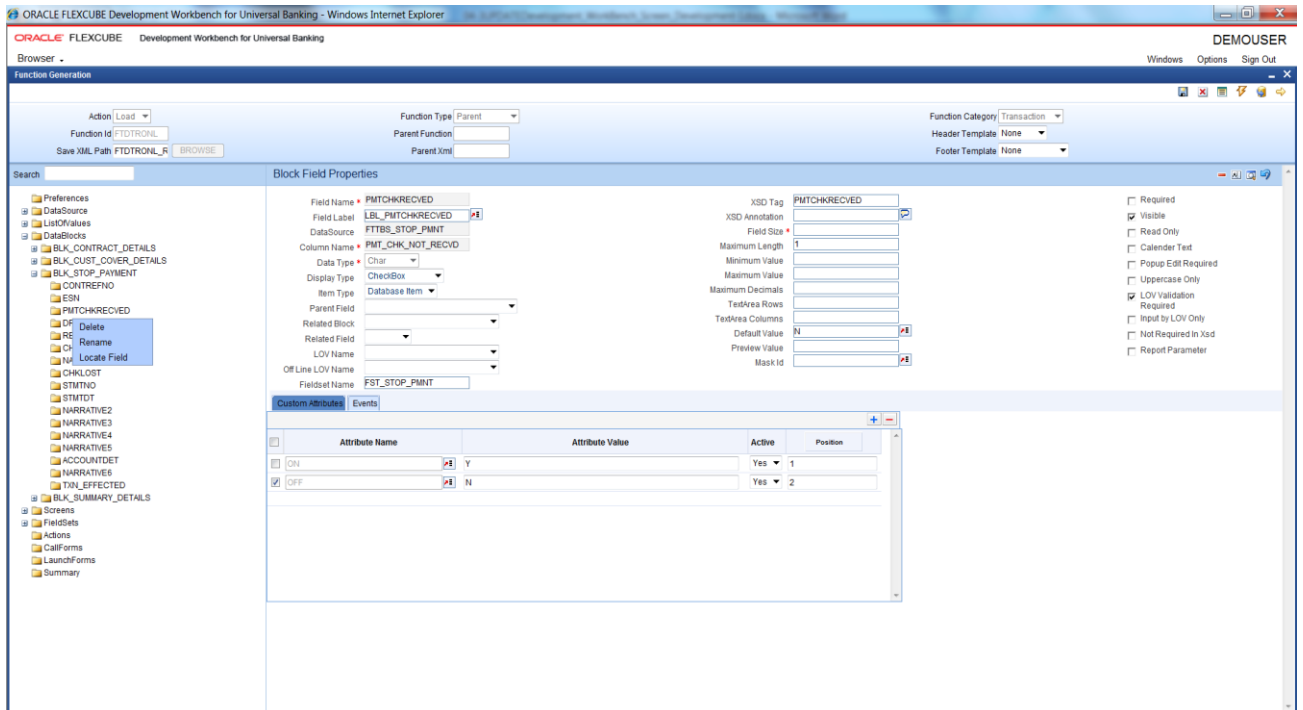 ORACLE FLEXCUBE Development Workbench for Universal Banking - Windows Internet Explorer
ORACLE FLEXCUBE Development Workbench for Universal Banking
DEMOUSER
Browser
Windows Options Sign Out
Function Generation
Action Load Function Type Parent Function Category Transaction
Function Id FTDTRONL Parent Function Header Template None
Save XML Path FTDTRONL_R BROWSE Parent Xml Footer Template None
Search
Preferences
DataSource
ListOfValues
DataBlocks
BLK_CONTRACT_DETAILS
BLK_CUST_COVER_DETAILS
BLK_STOP_PAYMENT
CONTREFNO
ESN
PMTCHKRECVED
Delete
Rename
Locate Field
CHKLOST
STMTNO
STMTDT
NARRATIVE2
NARRATIVE3
NARRATIVE4
NARRATIVE5
ACCOUNTDET
NARRATIVE6
TXN_EFFECTED
BLK_SUMMARY_DETAILS
Screens
FieldSets
Actions
CallForms
LaunchForms
Summary
Block Field Properties
Field Name * PMTCHKRECVED
Field Label LBL_PMTCHKRECVED
DataSource FTTBS_STOP_PMNT
Column Name * PMT_CHK_NOT_RECVD
Data Type * Char
Display Type CheckBox
Item Type Database Item
Parent Field
Related Block
Related Field
LOV Name
Off Line LOV Name
Fieldset Name FST_STOP_PMNT
XSD Tag PMTCHKRECVED
XSD Annotation
Field Size *
Maximum Length 1
Minimum Value
Maximum Value
Maximum Decimals
TextArea Rows
TextArea Columns
Default Value N
Preview Value
Mask Id
Required
Visible
Read Only
Calender Text
Popup Edit Required
Uppercase Only
LOV Validation
Required
Input by LOV Only
Not Required In Xsd
Report Parameter
Custom Attributes Events
Attribute Name Attribute Value Active Position
ON Y Yes 1
OFF N Yes 2